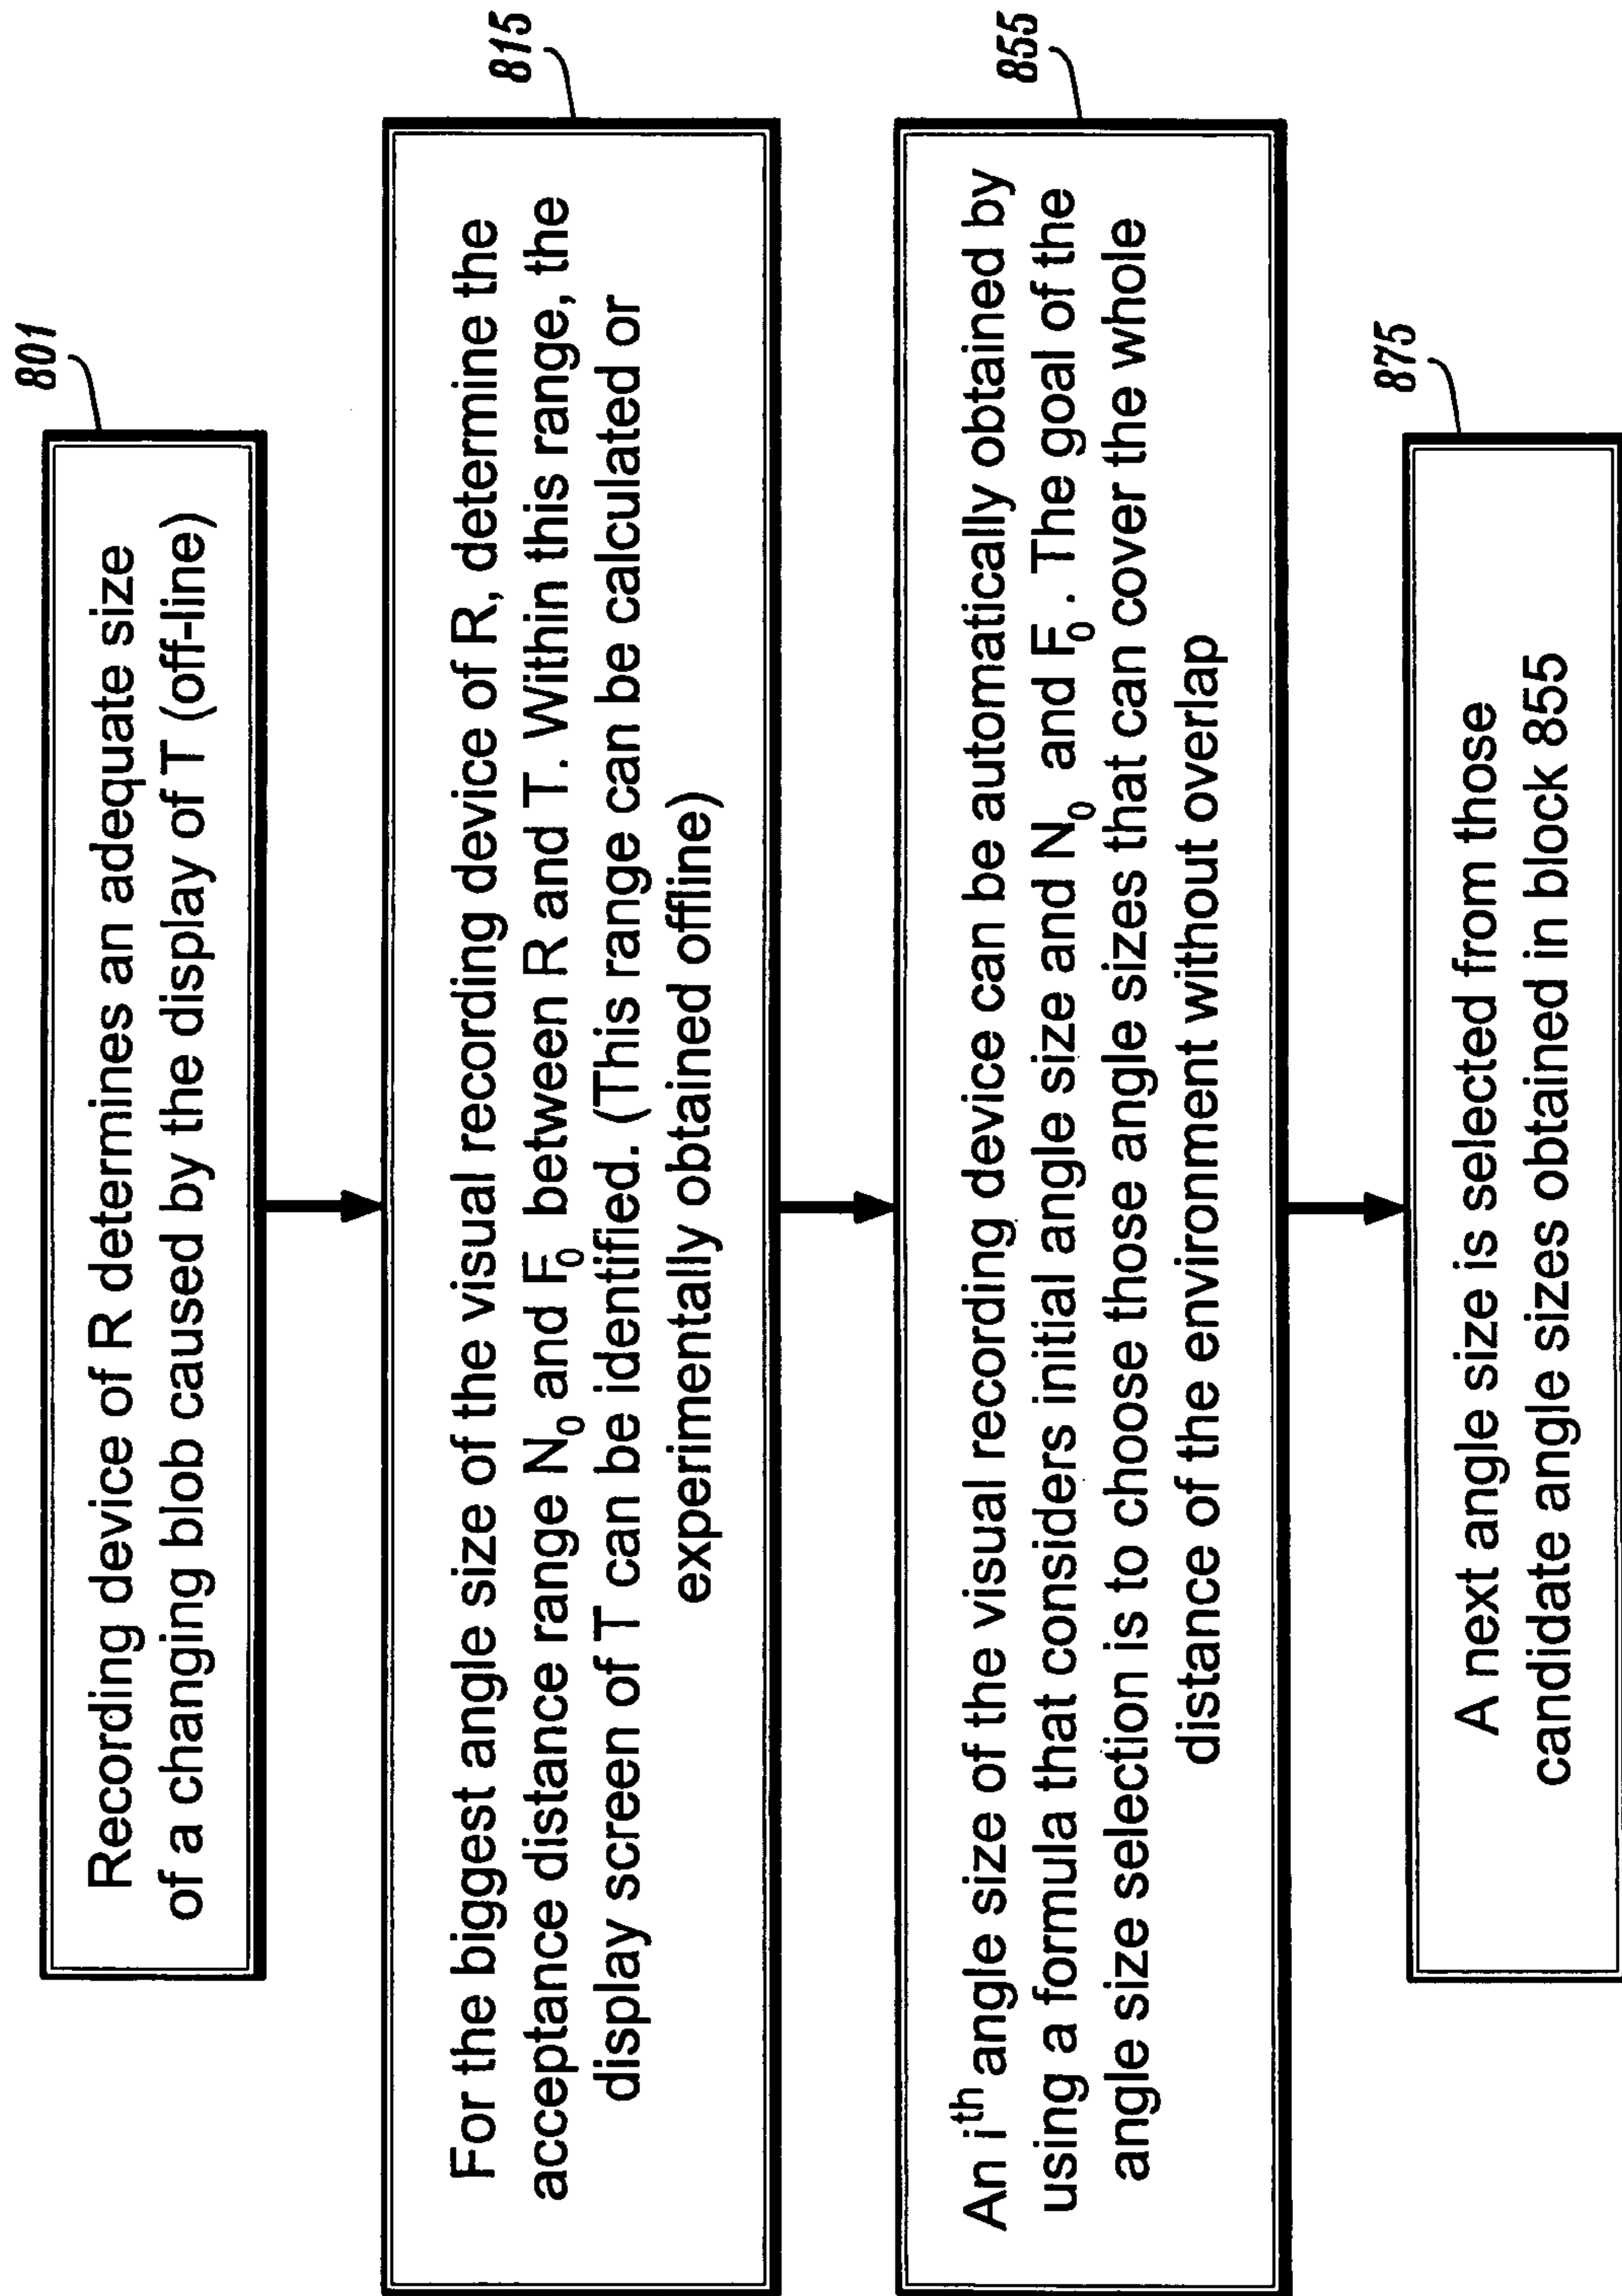 801
Recording device of R determines an adequate size
of a changing blob caused by the display of T (off-line)
815
For the biggest angle size of the visual recording device of R, determine the
acceptance distance range N₀ and F₀ between R and T. Within this range, the
display screen of T can be identified. (This range can be calculated or
experimentally obtained offline)
855
An iᵗʰ angle size of the visual recording device can be automatically obtained by
using a formula that considers initial angle size and N₀ and F₀. The goal of the
angle size selection is to choose those angle sizes that can cover the whole
distance of the environment without overlap
875
A next angle size is selected from those
candidate angle sizes obtained in block 855